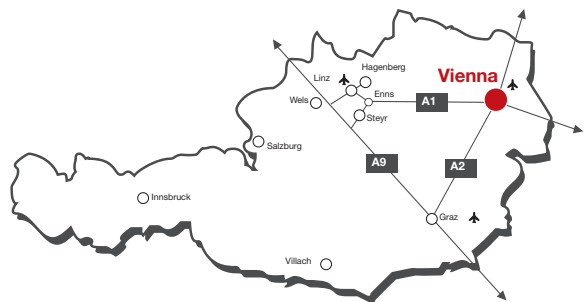 Hagenberg
Linz
Vienna
Enns
Wels
A1
Steyr
Salzburg
A9
A2
Innsbruck
Graz
Villach